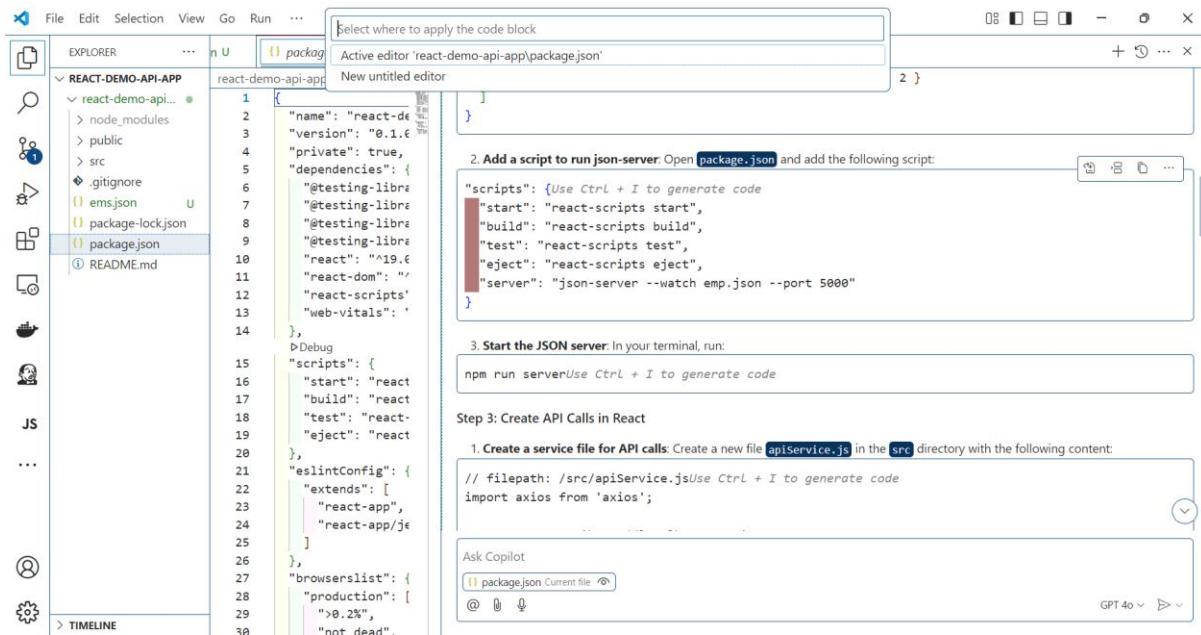 File Edit Selection View Go Run ···
Select where to apply the code block
Active editor 'react-demo-api-app\package.json'
New untitled editor
EXPLORER ···
REACT-DEMO-API-APP
react-demo-api...
node_modules
public
src
.gitignore
ems.json U
package-lock.json
package.json
README.md
TIMELINE
JS
1
n U
{} packag
react-demo-api-app
1 {
2 "name": "react-de
3 "version": "0.1.0
4 "private": true,
5 "dependencies": {
6 "@testing-libra
7 "@testing-libra
8 "@testing-libra
9 "@testing-libra
10 "react": "^19.0
11 "react-dom": "^
12 "react-scripts"
13 "web-vitals": "
14 },
Debug
15 "scripts": {
16 "start": "react
17 "build": "react
18 "test": "react-
19 "eject": "react
20 },
21 "eslintConfig": {
22 "extends": [
23 "react-app",
24 "react-app/je
25 ]
26 },
27 "browserslist": {
28 "production": [
29 ">0.2%",
30 "not dead",
2 }
]
}
2. Add a script to run json-server: Open package.json and add the following script:
"scripts": {Use Ctrl + I to generate code
"start": "react-scripts start",
"build": "react-scripts build",
"test": "react-scripts test",
"eject": "react-scripts eject",
"server": "json-server --watch emp.json --port 5000"
}
3. Start the JSON server: In your terminal, run:
npm run serverUse Ctrl + I to generate code
Step 3: Create API Calls in React
1. Create a service file for API calls: Create a new file apiService.js in the src directory with the following content:
// filepath: /src/apiService.jsUse Ctrl + I to generate code
import axios from 'axios';
Ask Copilot
{} package.json Current file
GPT 4o